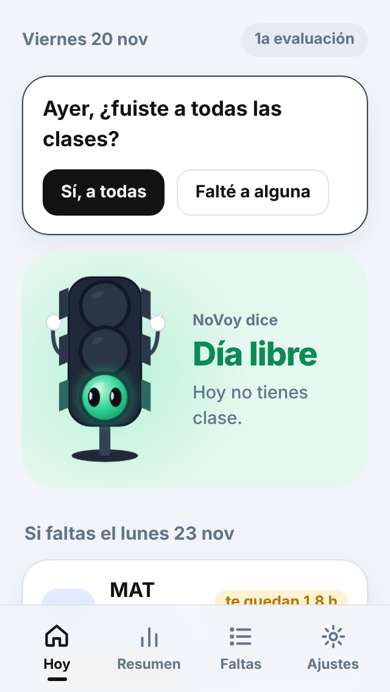 Viernes 20 nov
1a evaluación
Ayer, ¿fuiste a todas las
clases?
Sí, a todas
Falté a alguna
NoVoy dice
Día libre
Hoy no tienes
clase.
Si faltas el lunes 23 nov
MAT
te quedan 1,8 h
Hoy
Resumen
Faltas
Ajustes